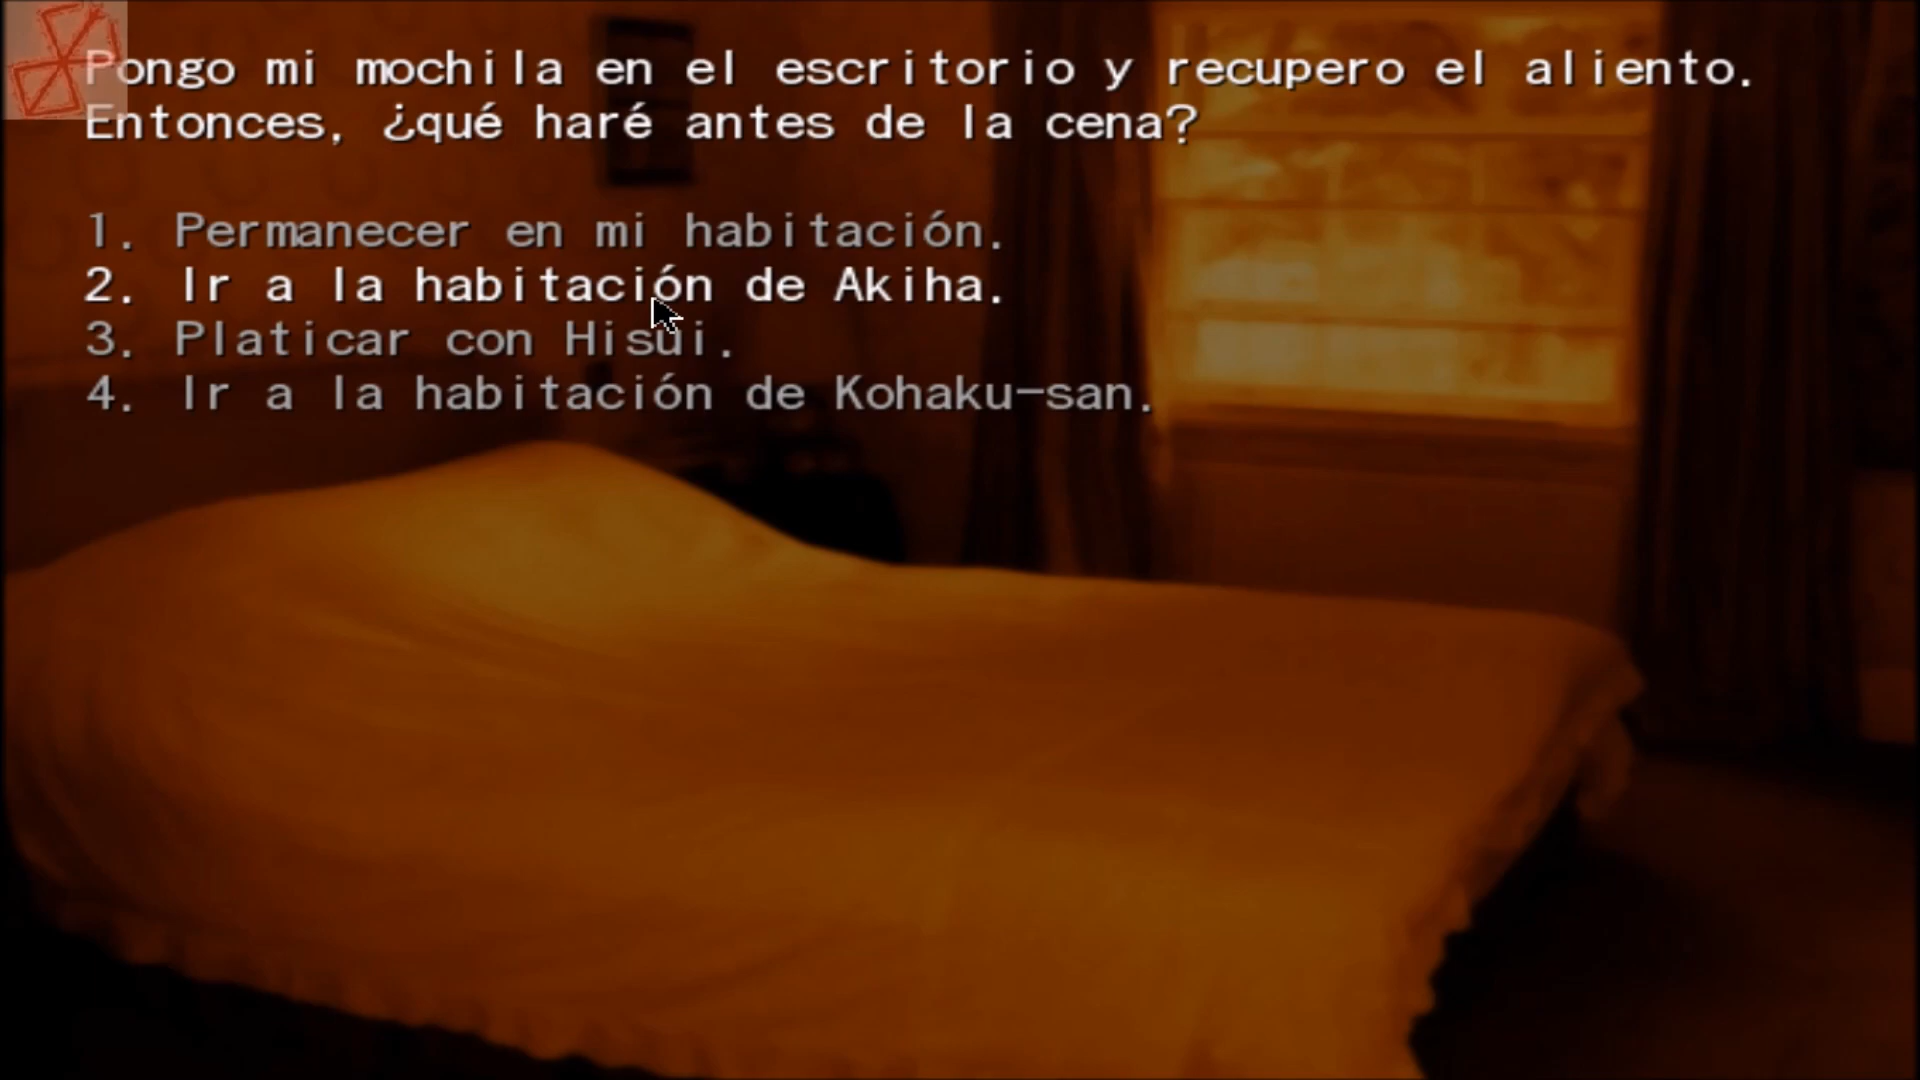 Pongo mi mochila en el escritorio y recupero el aliento.
Entonces, ¿qué haré antes de la cena?
1. Permanecer en mi habitación.
2. Ir a la habitación de Akiha.
3. Platicar con Hisui.
4. Ir a la habitación de Kohaku-san.